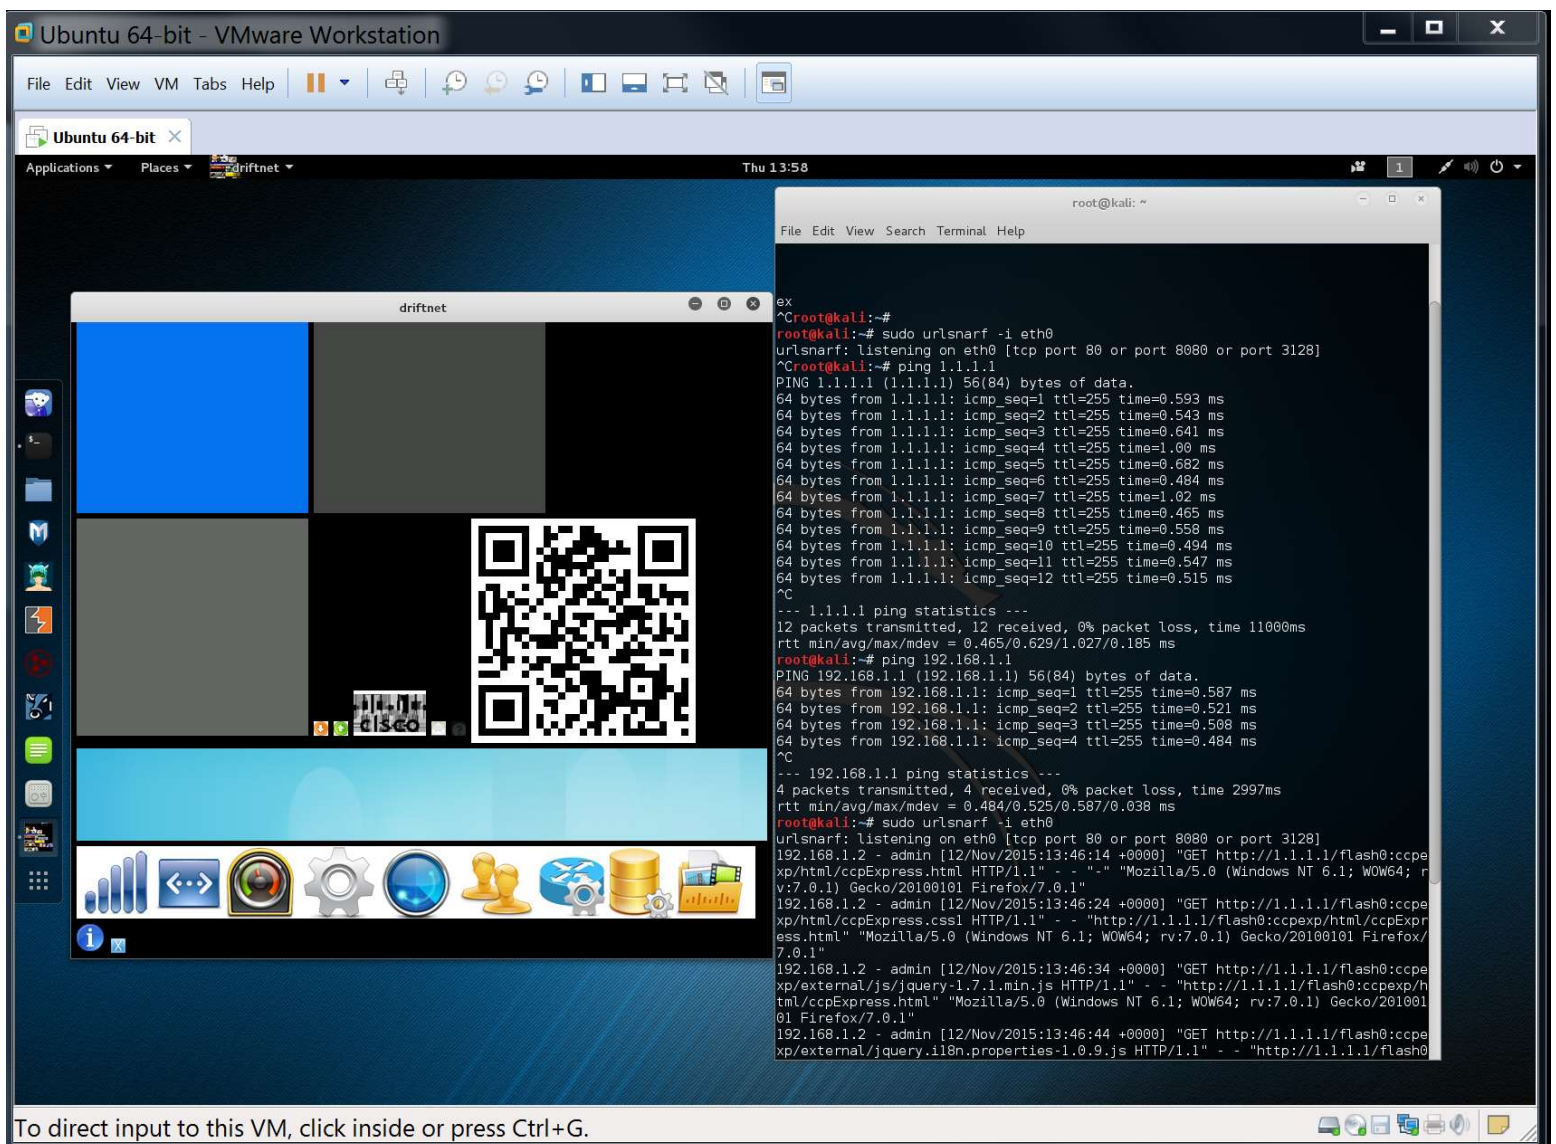 Ubuntu 64-bit - VMware Workstation
File Edit View VM Tabs Help
Ubuntu 64-bit
Applications Places driftnet Thu 13:58 1
root@kali: ~
File Edit View Search Terminal Help
driftnet
cisco
ex
^Croot@kali:~#
root@kali:~# sudo urlsnarf -i eth0
urlsnarf: listening on eth0 [tcp port 80 or port 8080 or port 3128]
^Croot@kali:~# ping 1.1.1.1
PING 1.1.1.1 (1.1.1.1) 56(84) bytes of data.
64 bytes from 1.1.1.1: icmp_seq=1 ttl=255 time=0.593 ms
64 bytes from 1.1.1.1: icmp_seq=2 ttl=255 time=0.543 ms
64 bytes from 1.1.1.1: icmp_seq=3 ttl=255 time=0.641 ms
64 bytes from 1.1.1.1: icmp_seq=4 ttl=255 time=1.00 ms
64 bytes from 1.1.1.1: icmp_seq=5 ttl=255 time=0.682 ms
64 bytes from 1.1.1.1: icmp_seq=6 ttl=255 time=0.484 ms
64 bytes from 1.1.1.1: icmp_seq=7 ttl=255 time=1.02 ms
64 bytes from 1.1.1.1: icmp_seq=8 ttl=255 time=0.465 ms
64 bytes from 1.1.1.1: icmp_seq=9 ttl=255 time=0.558 ms
64 bytes from 1.1.1.1: icmp_seq=10 ttl=255 time=0.494 ms
64 bytes from 1.1.1.1: icmp_seq=11 ttl=255 time=0.547 ms
64 bytes from 1.1.1.1: icmp_seq=12 ttl=255 time=0.515 ms
^C
--- 1.1.1.1 ping statistics ---
12 packets transmitted, 12 received, 0% packet loss, time 11000ms
rtt min/avg/max/mdev = 0.465/0.629/1.027/0.185 ms
root@kali:~# ping 192.168.1.1
PING 192.168.1.1 (192.168.1.1) 56(84) bytes of data.
64 bytes from 192.168.1.1: icmp_seq=1 ttl=255 time=0.587 ms
64 bytes from 192.168.1.1: icmp_seq=2 ttl=255 time=0.521 ms
64 bytes from 192.168.1.1: icmp_seq=3 ttl=255 time=0.508 ms
64 bytes from 192.168.1.1: icmp_seq=4 ttl=255 time=0.484 ms
^C
--- 192.168.1.1 ping statistics ---
4 packets transmitted, 4 received, 0% packet loss, time 2997ms
rtt min/avg/max/mdev = 0.484/0.525/0.587/0.038 ms
root@kali:~# sudo urlsnarf -i eth0
urlsnarf: listening on eth0 [tcp port 80 or port 8080 or port 3128]
192.168.1.2 - admin [12/Nov/2015:13:46:14 +0000] "GET http://1.1.1.1/flash0:ccpe
xp/html/ccpExpress.html HTTP/1.1" - - "-" "Mozilla/5.0 (Windows NT 6.1; WOW64; r
v:7.0.1) Gecko/20100101 Firefox/7.0.1"
192.168.1.2 - admin [12/Nov/2015:13:46:24 +0000] "GET http://1.1.1.1/flash0:ccpe
xp/html/ccpExpress.css1 HTTP/1.1" - - "http://1.1.1.1/flash0:ccpexp/html/ccpExpr
ess.html" "Mozilla/5.0 (Windows NT 6.1; WOW64; rv:7.0.1) Gecko/20100101 Firefox/
7.0.1"
192.168.1.2 - admin [12/Nov/2015:13:46:34 +0000] "GET http://1.1.1.1/flash0:ccpe
xp/external/js/jquery-1.7.1.min.js HTTP/1.1" - - "http://1.1.1.1/flash0:ccpexp/h
tml/ccpExpress.html" "Mozilla/5.0 (Windows NT 6.1; WOW64; rv:7.0.1) Gecko/201001
01 Firefox/7.0.1"
192.168.1.2 - admin [12/Nov/2015:13:46:44 +0000] "GET http://1.1.1.1/flash0:ccpe
xp/external/jquery.i18n.properties-1.0.9.js HTTP/1.1" - - "http://1.1.1.1/flash0
To direct input to this VM, click inside or press Ctrl+G.